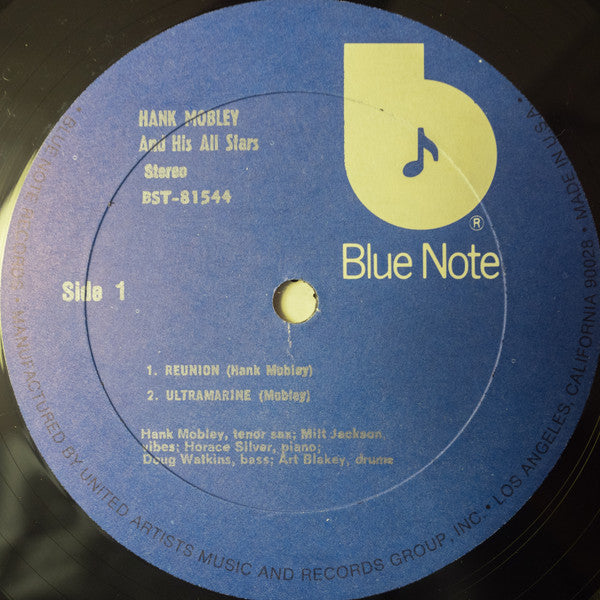 HANK MOBLEY
And His All Stars
Stereo
BST-81544
®
Blue Note
Side 1
1. REUNION (Hank Mobley)
2. ULTRAMARINE (Mobley)
Hank Mobley, tenor sax; Milt Jackson
vibes; Horace Silver, piano;
Doug Watkins, bass; Art Blakey, drums
• BLUE NOTE RECORDS • MANUFACTURED BY UNITED ARTISTS MUSIC AND RECORDS GROUP, INC. • LOS ANGELES, CALIFORNIA 90028 • MADE IN U.S.A. •